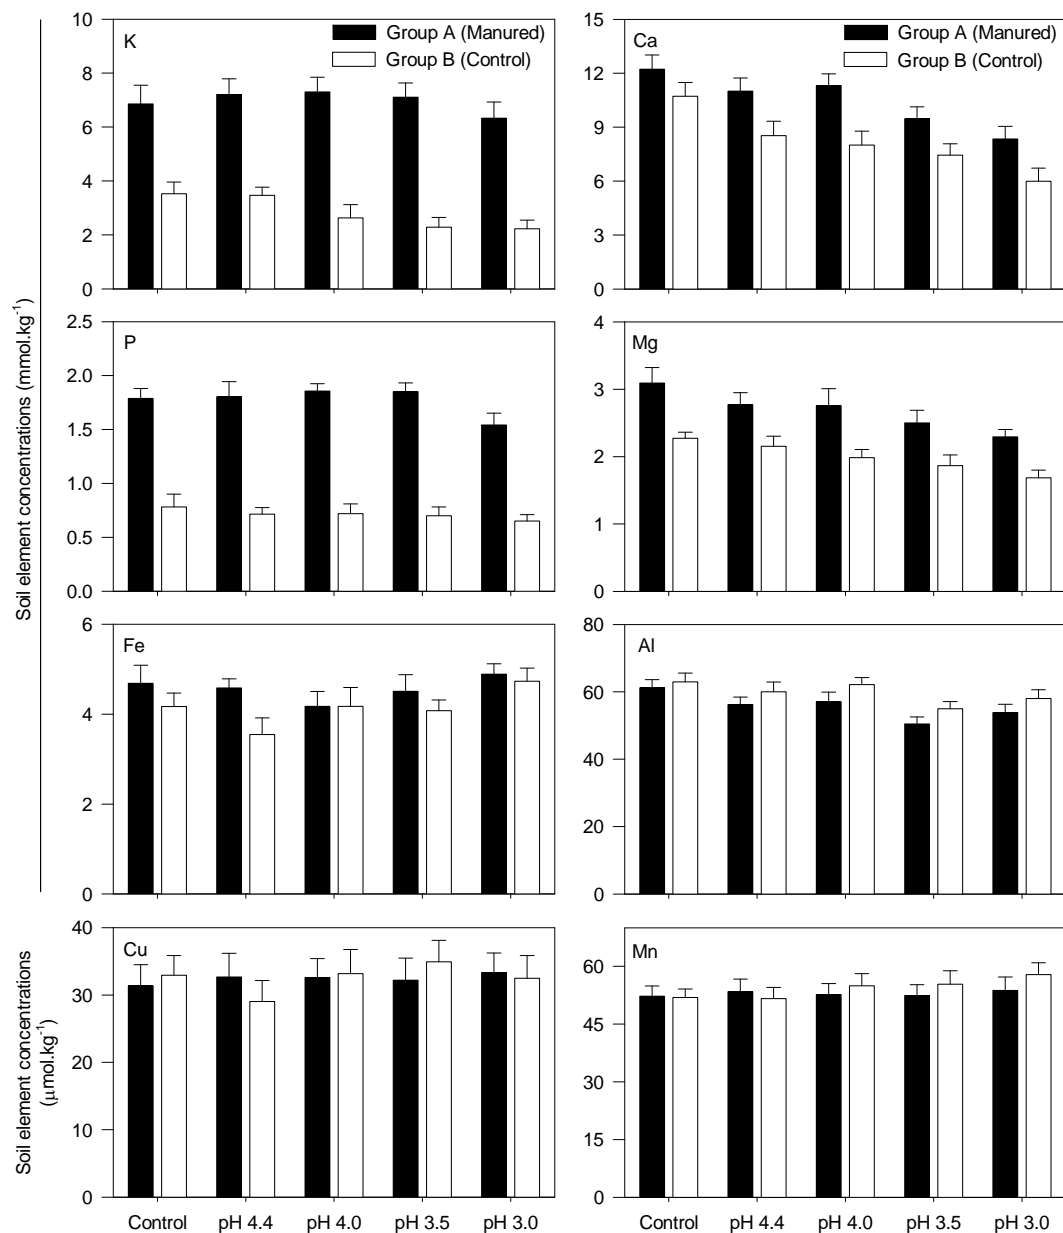 K
Group A (Manured)
Group B (Control)
10
8
6
4
2
0
Ca
Group A (Manured)
Group B (Control)
15
12
9
6
3
0
P
2.5
2.0
1.5
1.0
0.5
0.0
Mg
4
3
2
1
0
Fe
6
4
2
0
Al
80
60
40
20
0
Soil element concentrations (mmol.kg-1)
Cu
40
30
20
10
0
Mn
60
45
30
15
0
Soil element concentrations
(μmol.kg-1)
Control pH 4.4 pH 4.0 pH 3.5 pH 3.0
Control pH 4.4 pH 4.0 pH 3.5 pH 3.0